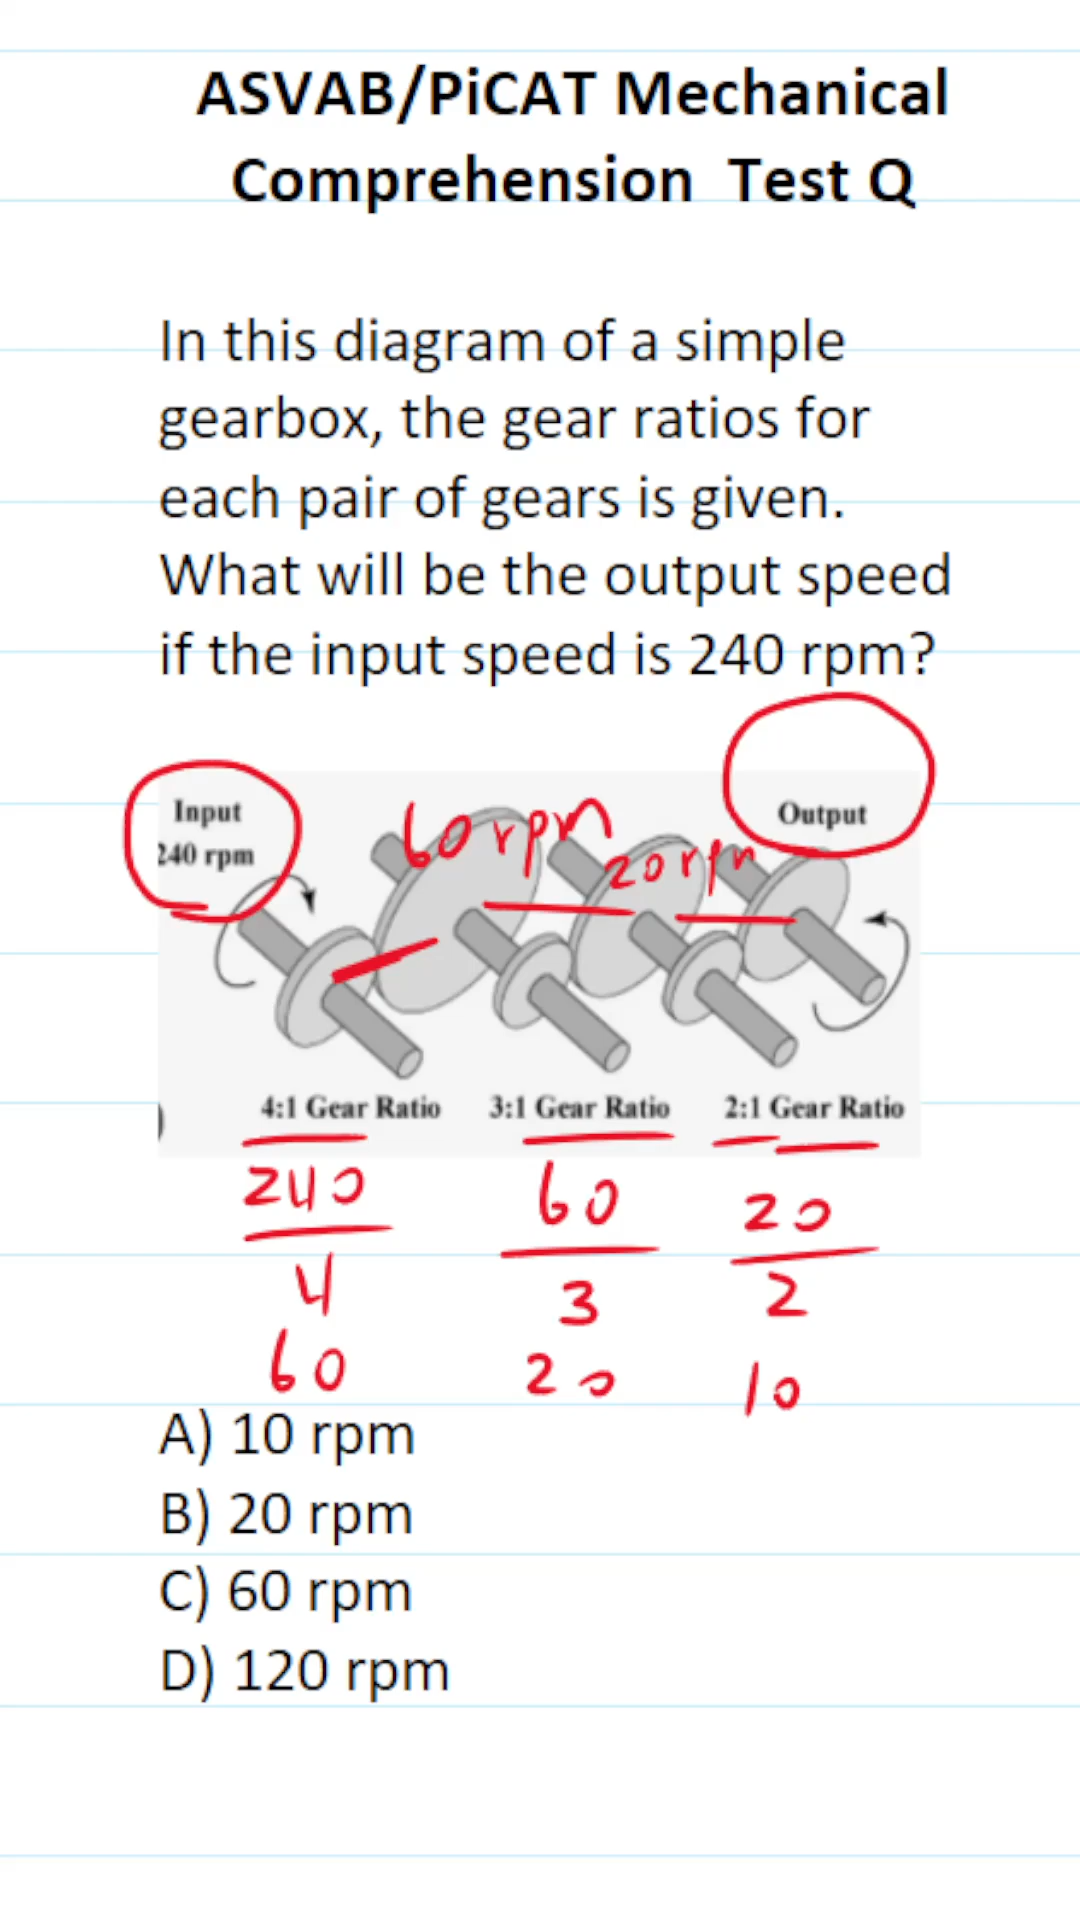 ASVAB/PiCAT Mechanical
Comprehension Test Q
In this diagram of a simple
gearbox, the gear ratios for
each pair of gears is given.
What will be the output speed
if the input speed is 240 rpm?
Input
240 rpm
60 rpm
20 rpm
Output
4:1 Gear Ratio 3:1 Gear Ratio 2:1 Gear Ratio
240 60 20
4 3 2
60 20 10
A) 10 rpm
B) 20 rpm
C) 60 rpm
D) 120 rpm